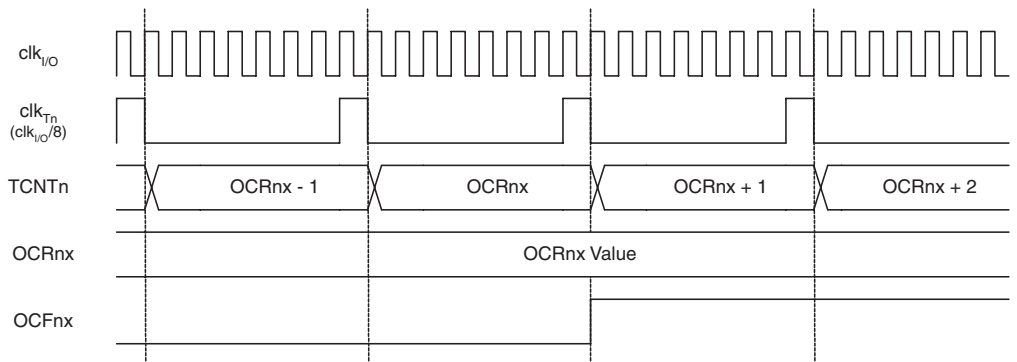 clkI/O
clkTn
(clkI/O/8)
TCNTn OCRnx - 1 OCRnx OCRnx + 1 OCRnx + 2
OCRnx OCRnx Value
OCFnx